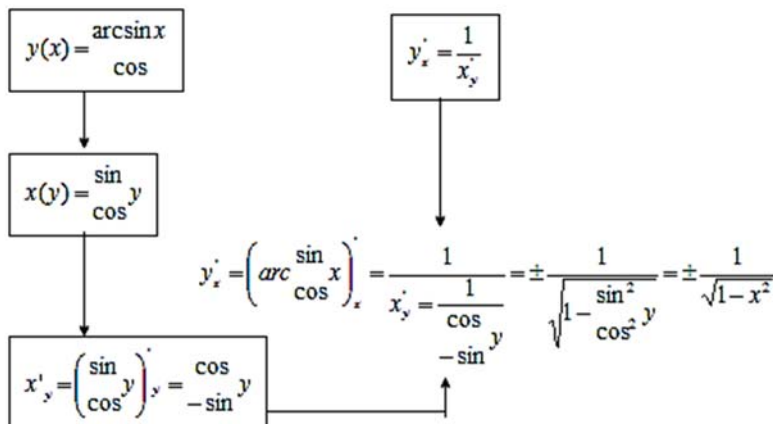 y(x) = arcsin x
cos
y'ₓ = 1 / x'ᵧ
x(y) = sin
cos y
y'ₓ = (arc sin
cos x)'ₓ = 1 / (x'ᵧ = 1 / (cos
-sin y)) = ± 1 / √(1 - sin²
cos² y) = ± 1 / √(1 - x²)
x'ᵧ = (sin
cos y)'ᵧ = cos
-sin y